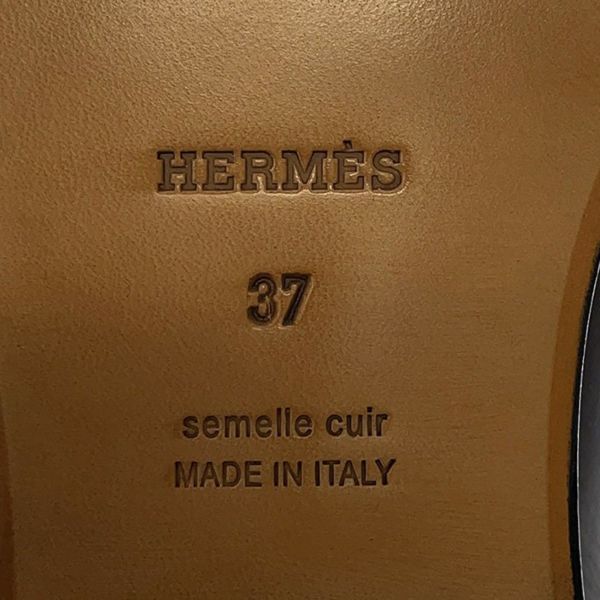 HERMÈS
37
semelle cuir
MADE IN ITALY